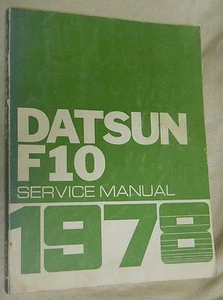 DATSUN
F10
SERVICE MANUAL
1978